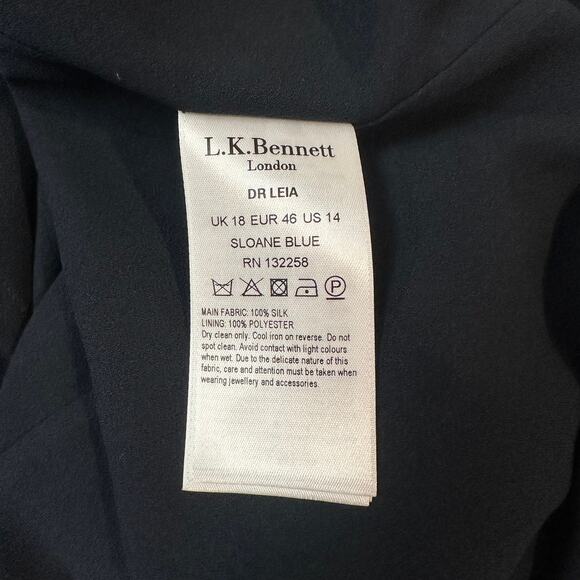 L.K.Bennett
London
DR LEIA
UK 18 EUR 46 US 14
SLOANE BLUE
RN 132258
P
MAIN FABRIC: 100% SILK
LINING: 100% POLYESTER
Dry clean only. Cool iron on reverse. Do not
spot clean. Avoid contact with light colours
when wet. Due to the delicate nature of this
fabric, care and attention must be taken when
wearing jewellery and accessories.